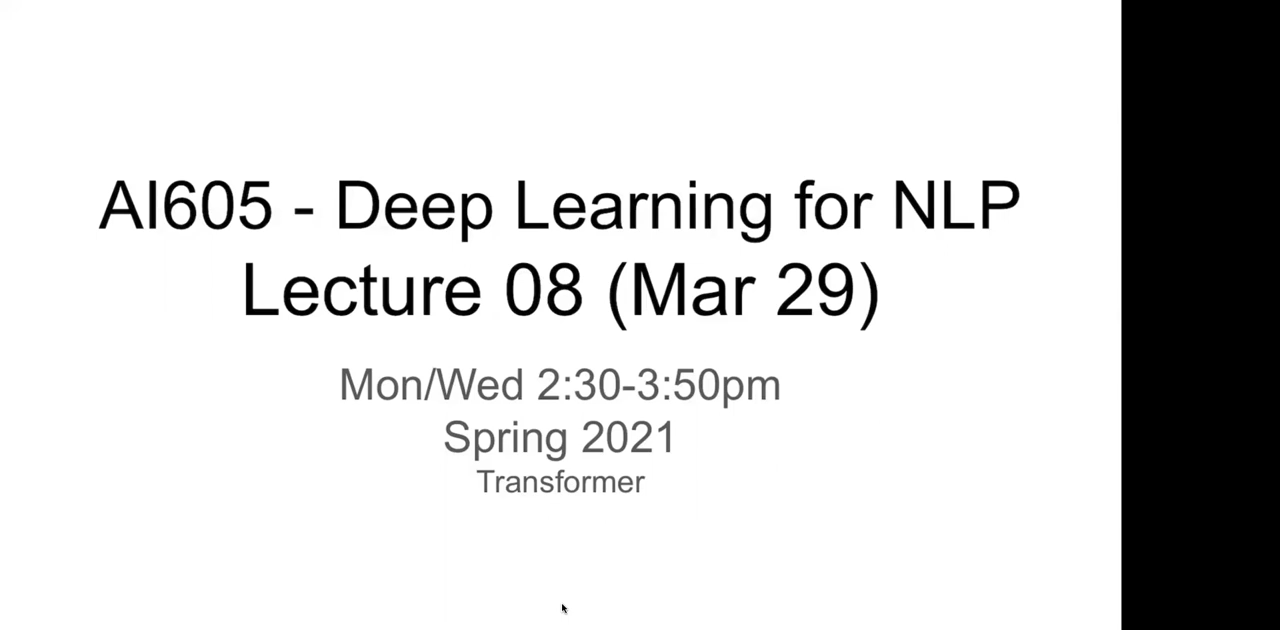 AI605 - Deep Learning for NLP
Lecture 08 (Mar 29)
Mon/Wed 2:30-3:50pm
Spring 2021
Transformer